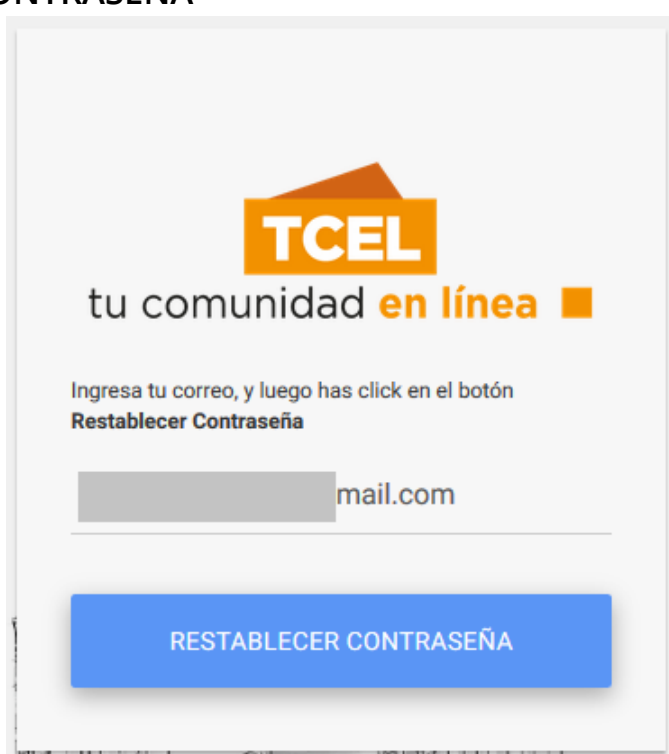 CONTRASEÑA
TCEL
tu comunidad en línea
Ingresa tu correo, y luego has click en el botón
Restablecer Contraseña
mail.com
RESTABLECER CONTRASEÑA